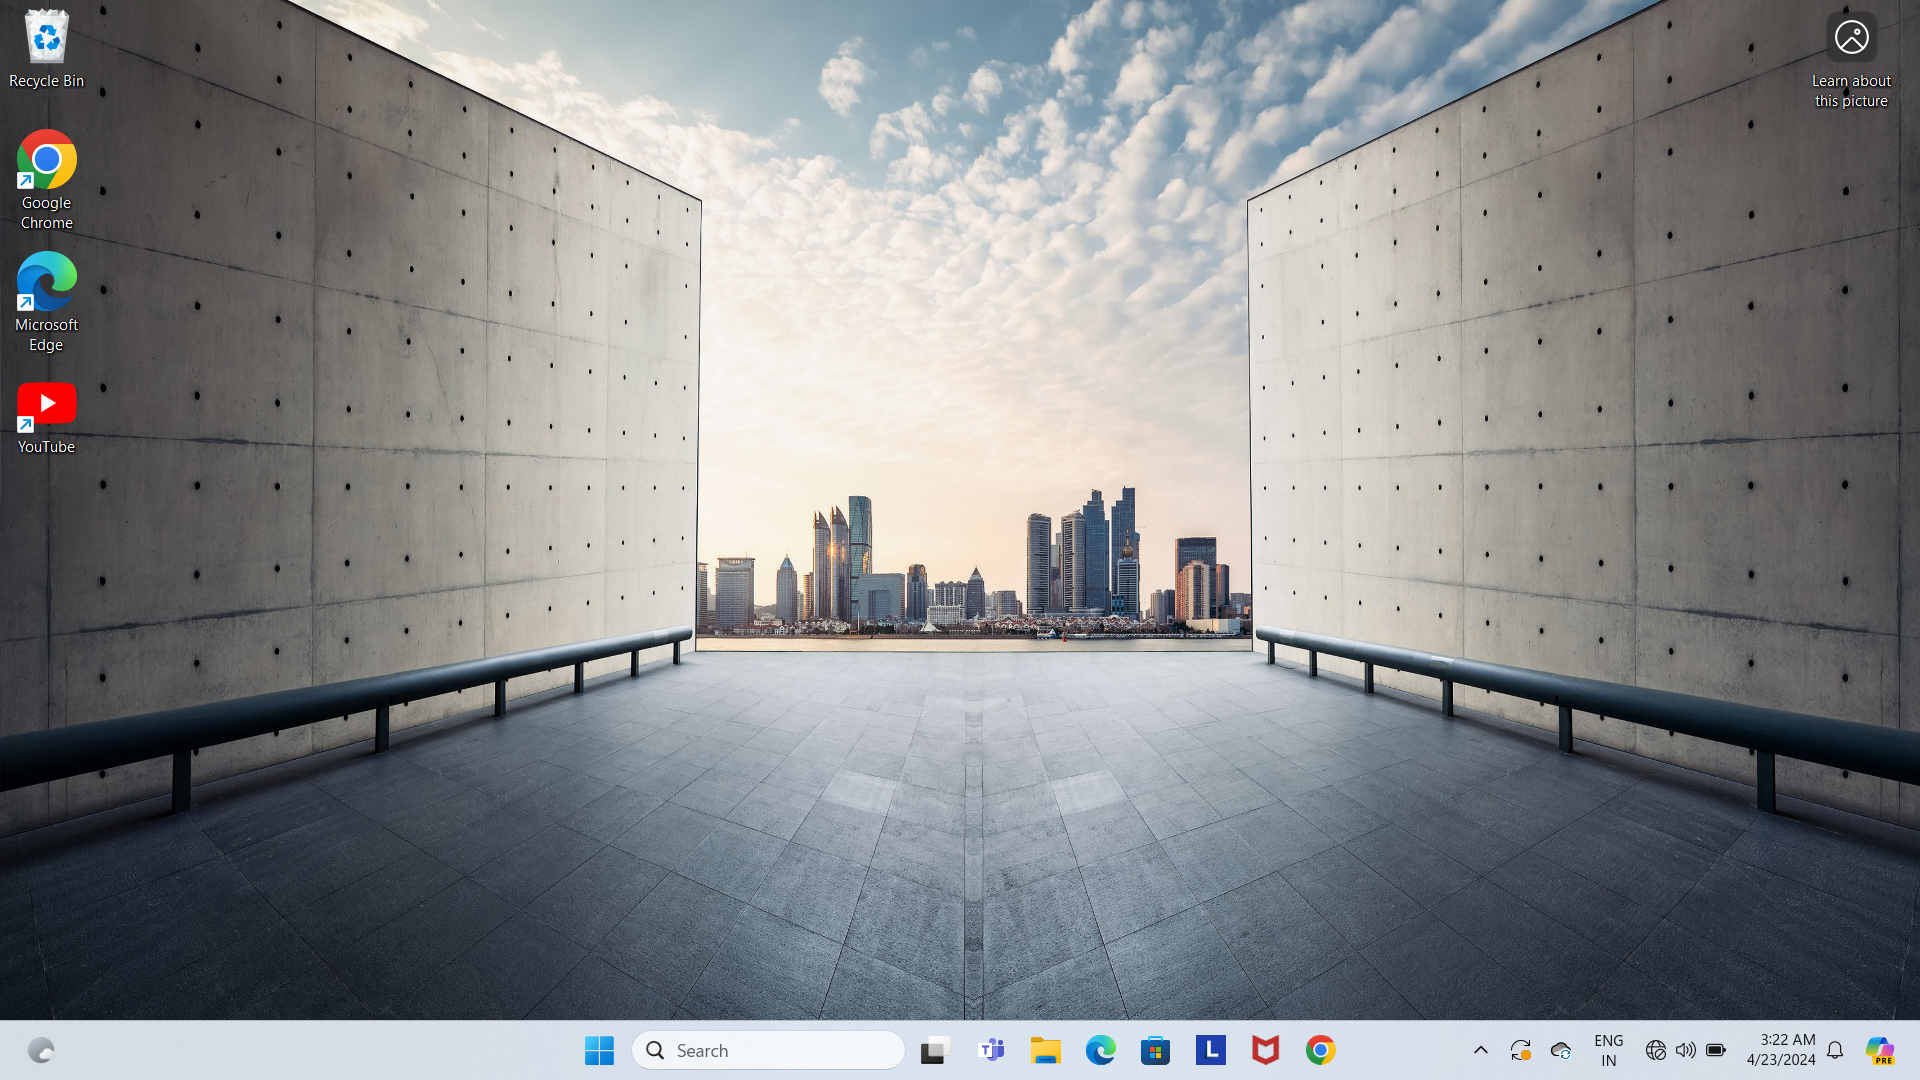 Recycle Bin
Google
Chrome
Microsoft
Edge
YouTube
Learn about
this picture
Search
T
L
ENG
IN
3:22 AM
4/23/2024
PRE